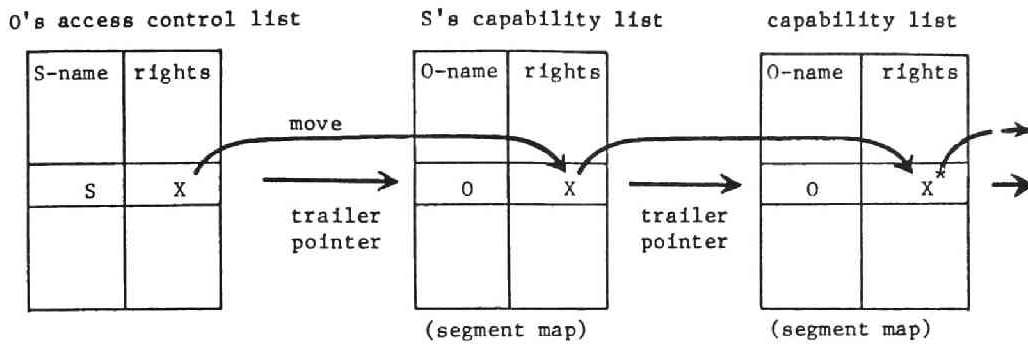 O's access control list
S's capability list
capability list
S-name rights
O-name rights
O-name rights
move
S X
O X
O X*
trailer
pointer
trailer
pointer
(segment map)
(segment map)